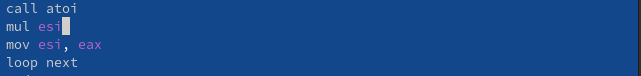 call atoi
mul esi
mov esi, eax
loop next